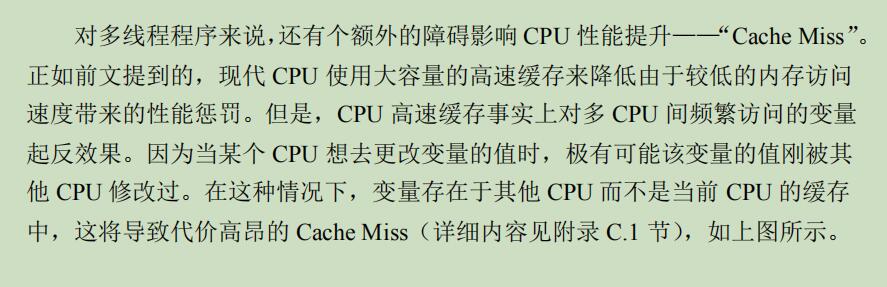 对多线程程序来说，还有个额外的障碍影响 CPU 性能提升——“Cache Miss”。
正如前文提到的，现代 CPU 使用大容量的高速缓存来降低由于较低的内存访问
速度带来的性能惩罚。但是，CPU 高速缓存事实上对多 CPU 间频繁访问的变量
起反效果。因为当某个 CPU 想去更改变量的值时，极有可能该变量的值刚被其
他 CPU 修改过。在这种情况下，变量存在于其他 CPU 而不是当前 CPU 的缓存
中，这将导致代价高昂的 Cache Miss（详细内容见附录 C.1 节），如上图所示。